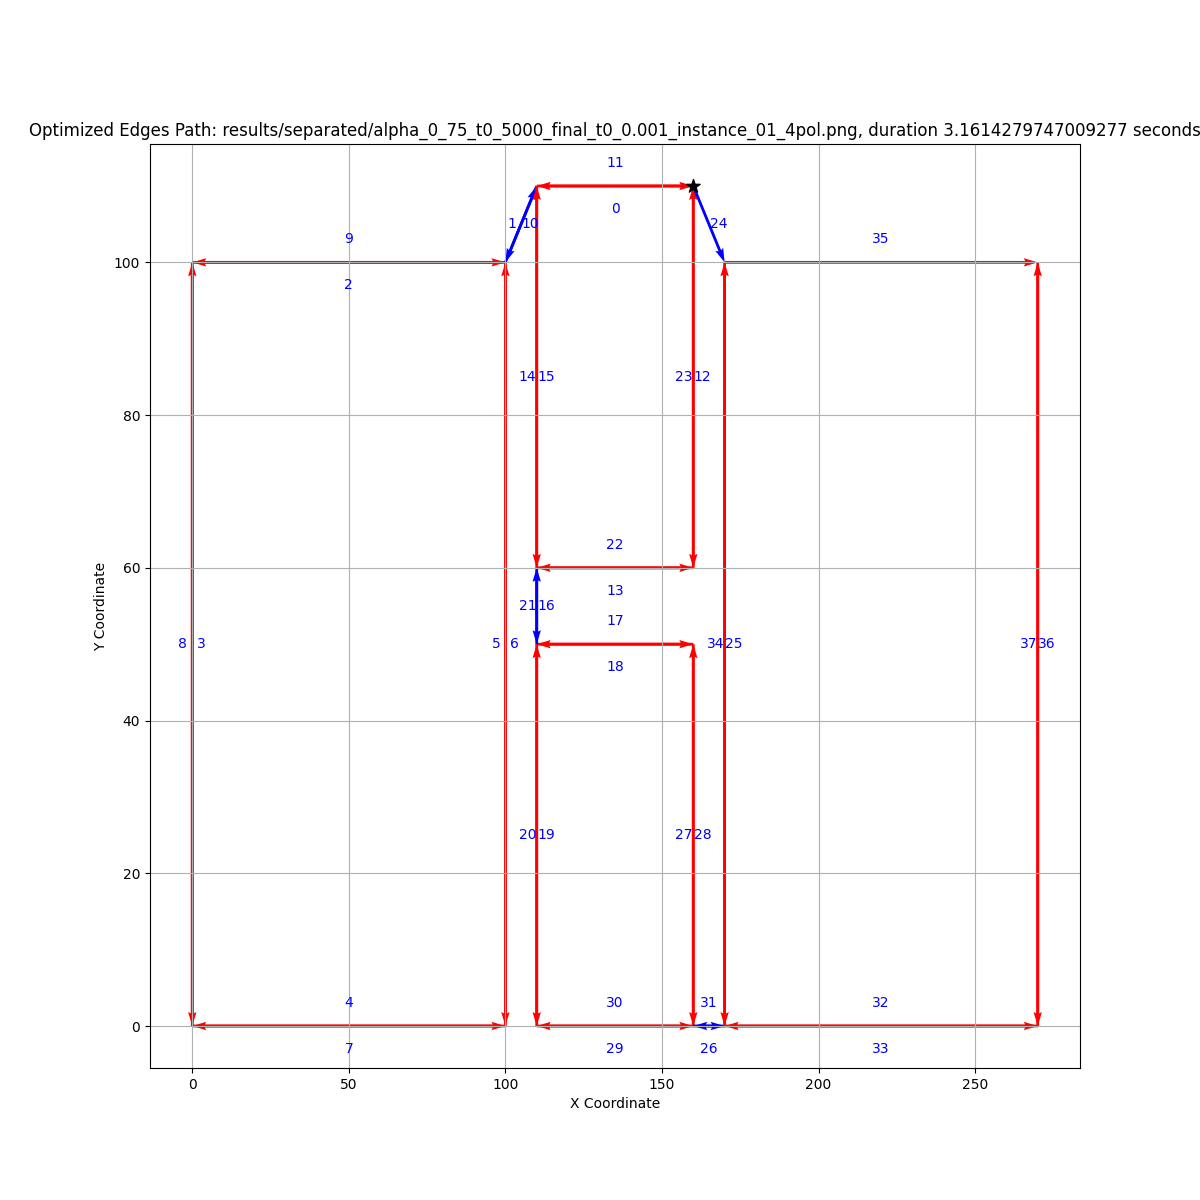 Optimized Edges Path: results/separated/alpha_0_75_t0_5000_final_t0_0.001_instance_01_4pol.png, duration 3.1614279747009277 seconds
11
0
1 10 24
9 35
100
2
14 15 23 12
80
22
60
13
21 16
17
Y Coordinate
8 3 5 6 34 25 37 36
18
40
20 19 27 28
20
4 30 31 32
0
7 29 26 33
0 50 100 150 200 250
X Coordinate